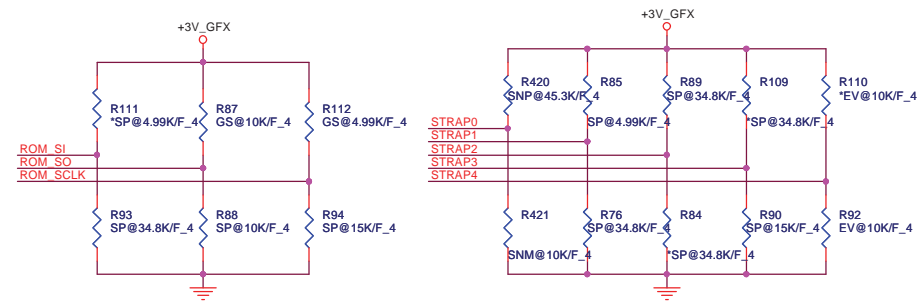 +3V_GFX
R111
*SP@4.99K/F_4
R87
GS@10K/F_4
R112
GS@4.99K/F_4
ROM_SI
ROM_SO
ROM_SCLK
R93
SP@34.8K/F_4
R88
SP@10K/F_4
R94
SP@15K/F_4
+3V_GFX
R420
SNP@45.3K/F_4
R85
SP@4.99K/F_4
R89
SP@34.8K/F_4
R109
*SP@34.8K/F_4
R110
*EV@10K/F_4
STRAP0
STRAP1
STRAP2
STRAP3
STRAP4
R421
SNM@10K/F_4
R76
SP@34.8K/F_4
R84
*SP@34.8K/F_4
R90
SP@15K/F_4
R92
EV@10K/F_4